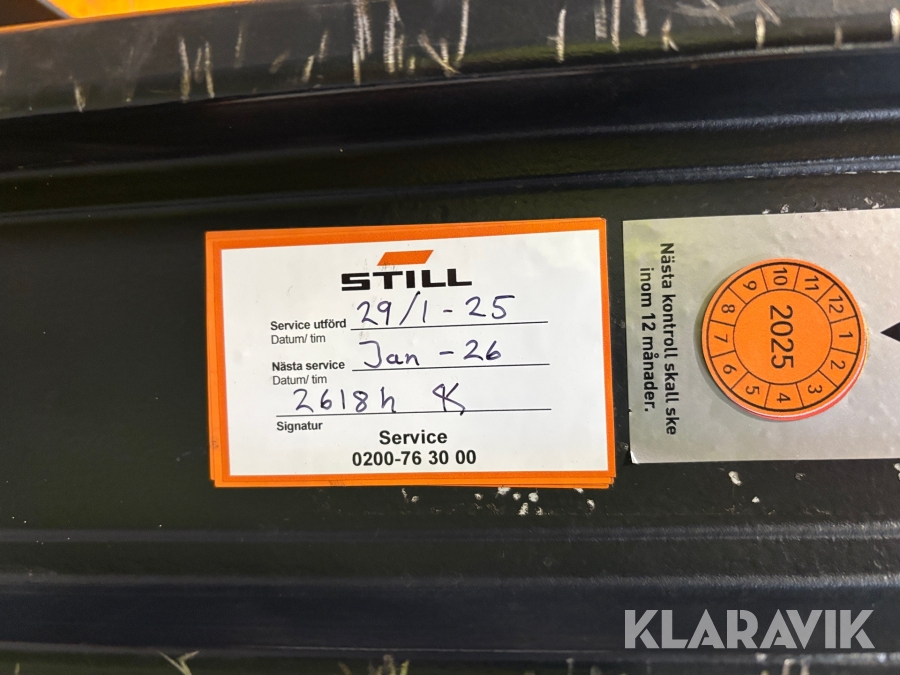 STILL
Service utförd 29/1-25
Datum/ tim
Nästa service Jan-26
Datum/ tim
2618h
Signatur
Service
0200-76 30 00
Nästa kontroll skall ske
inom 12 månader.
2025
1 2 3 4 5 6 7 8 9 10 11 12
KLARAVIK